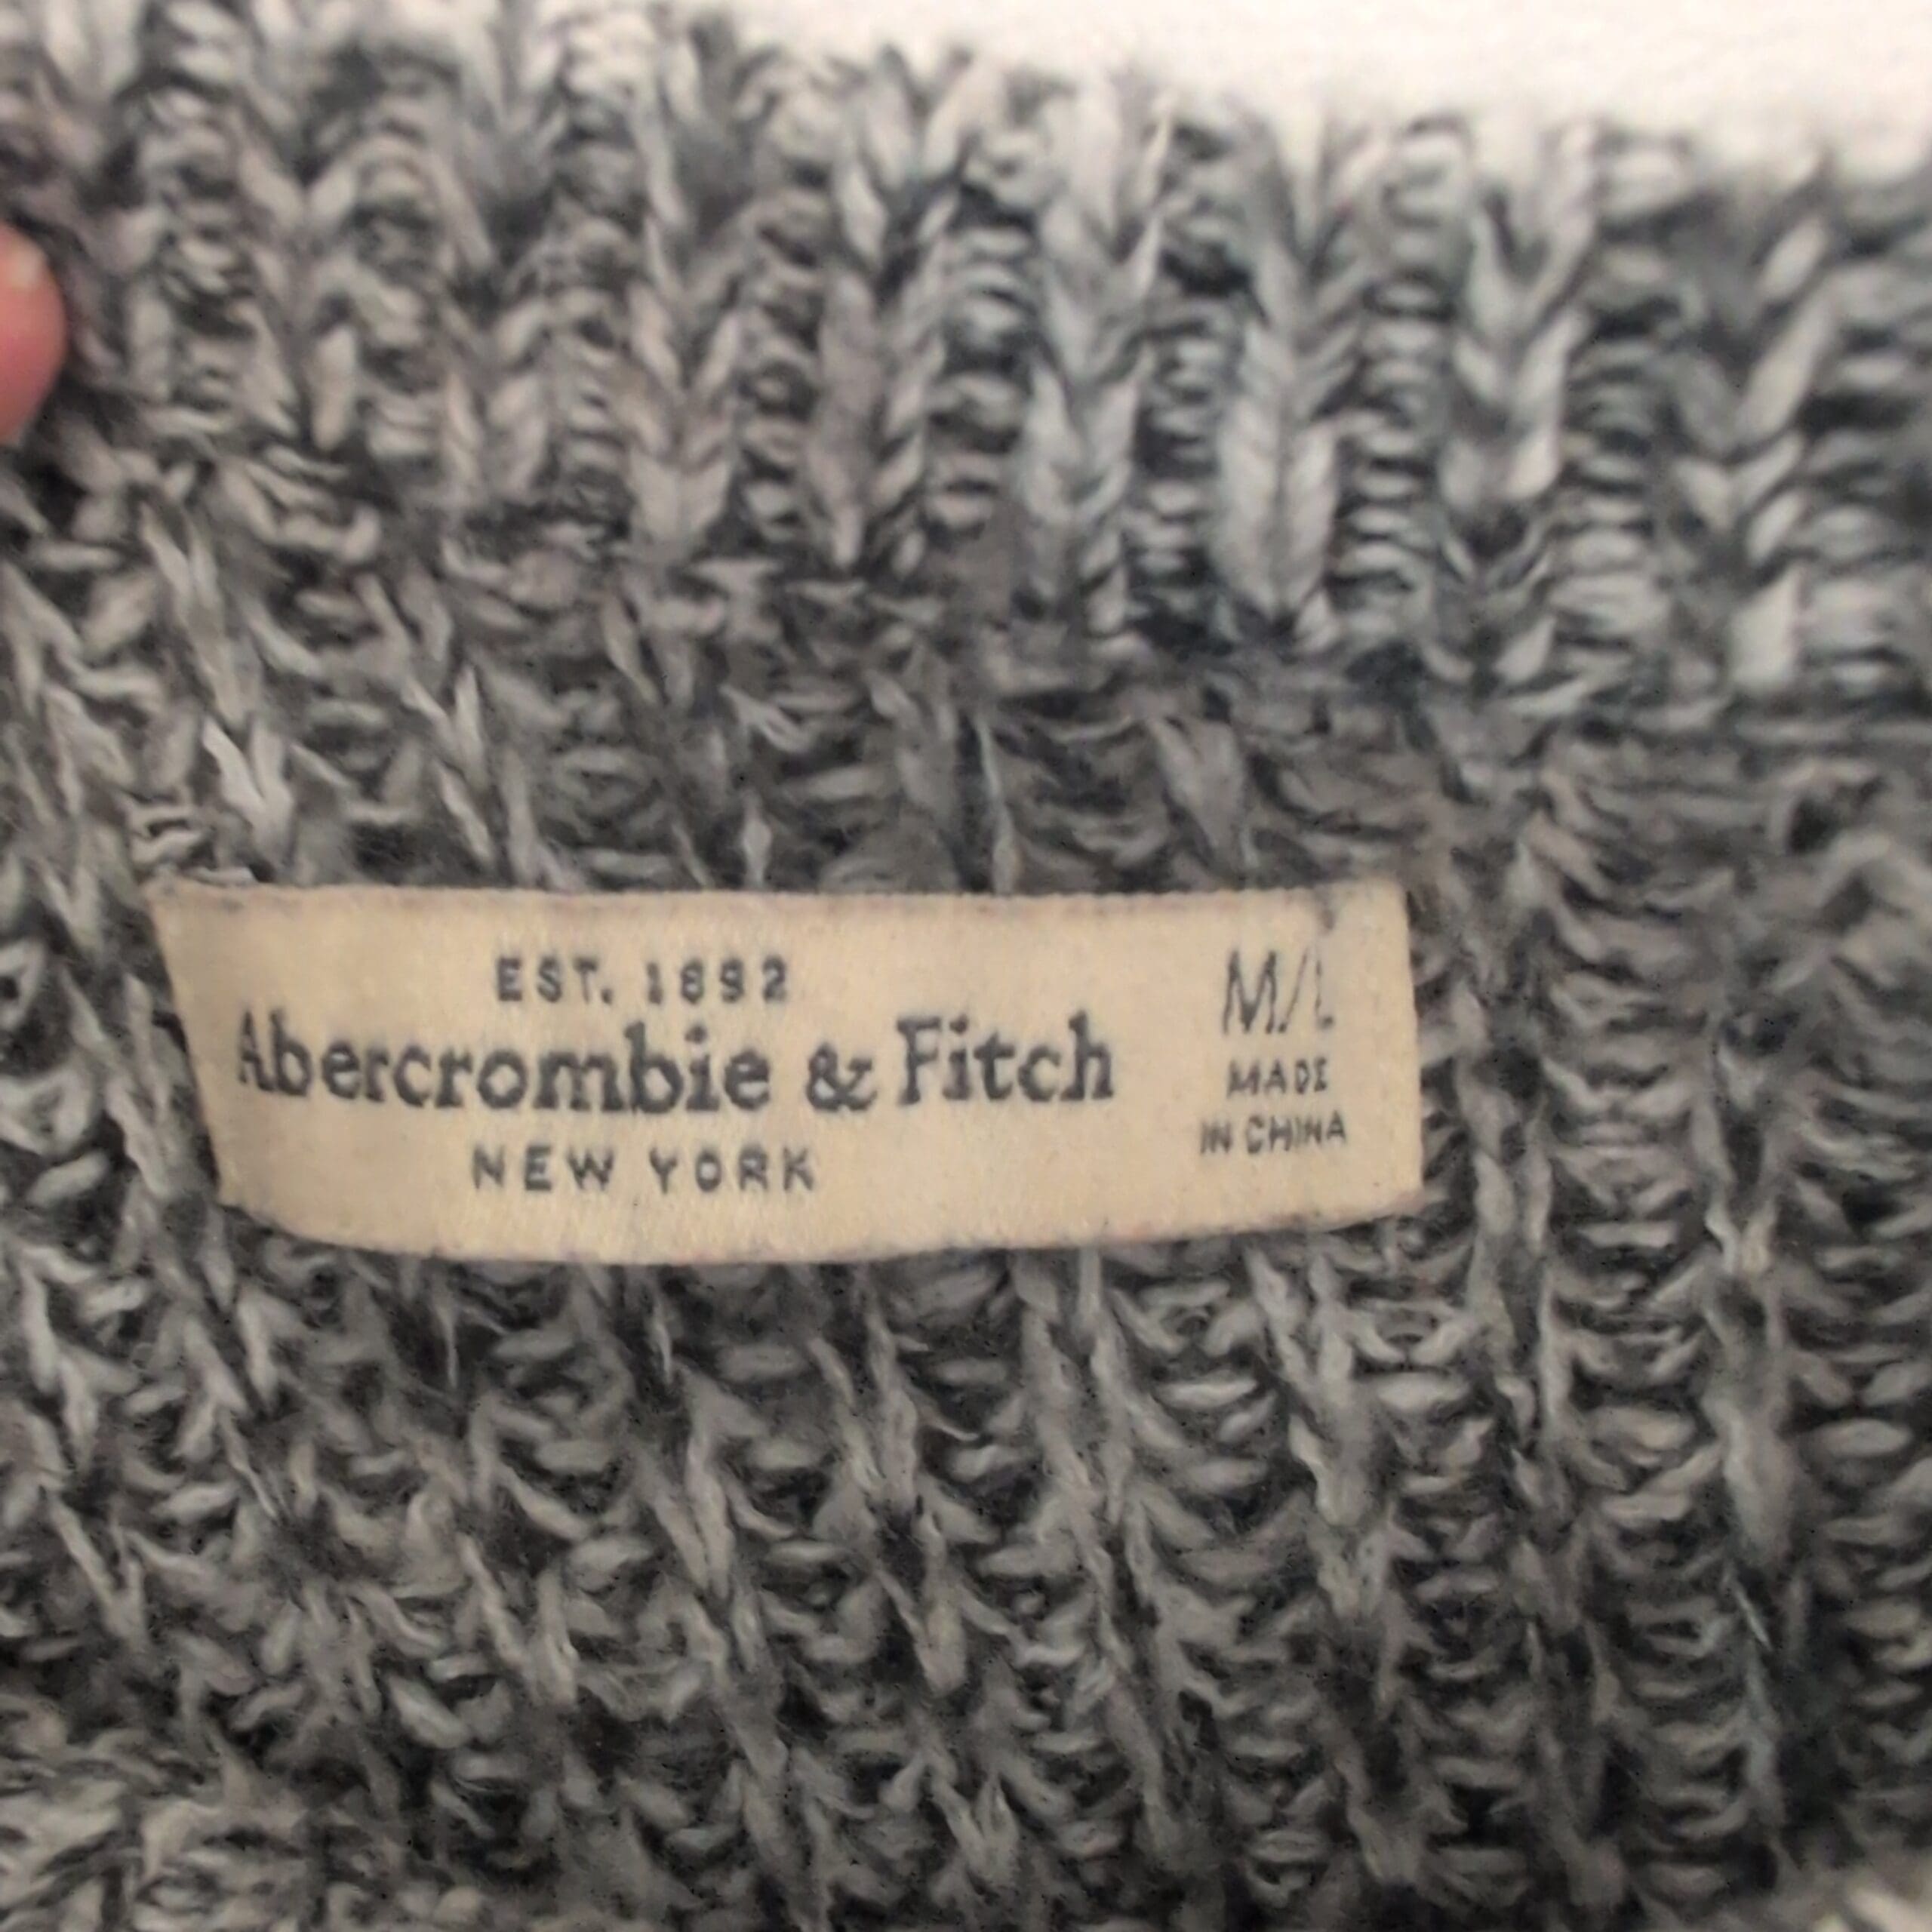 EST. 1892
Abercrombie & Fitch
NEW YORK
M/L
MADE
IN CHINA